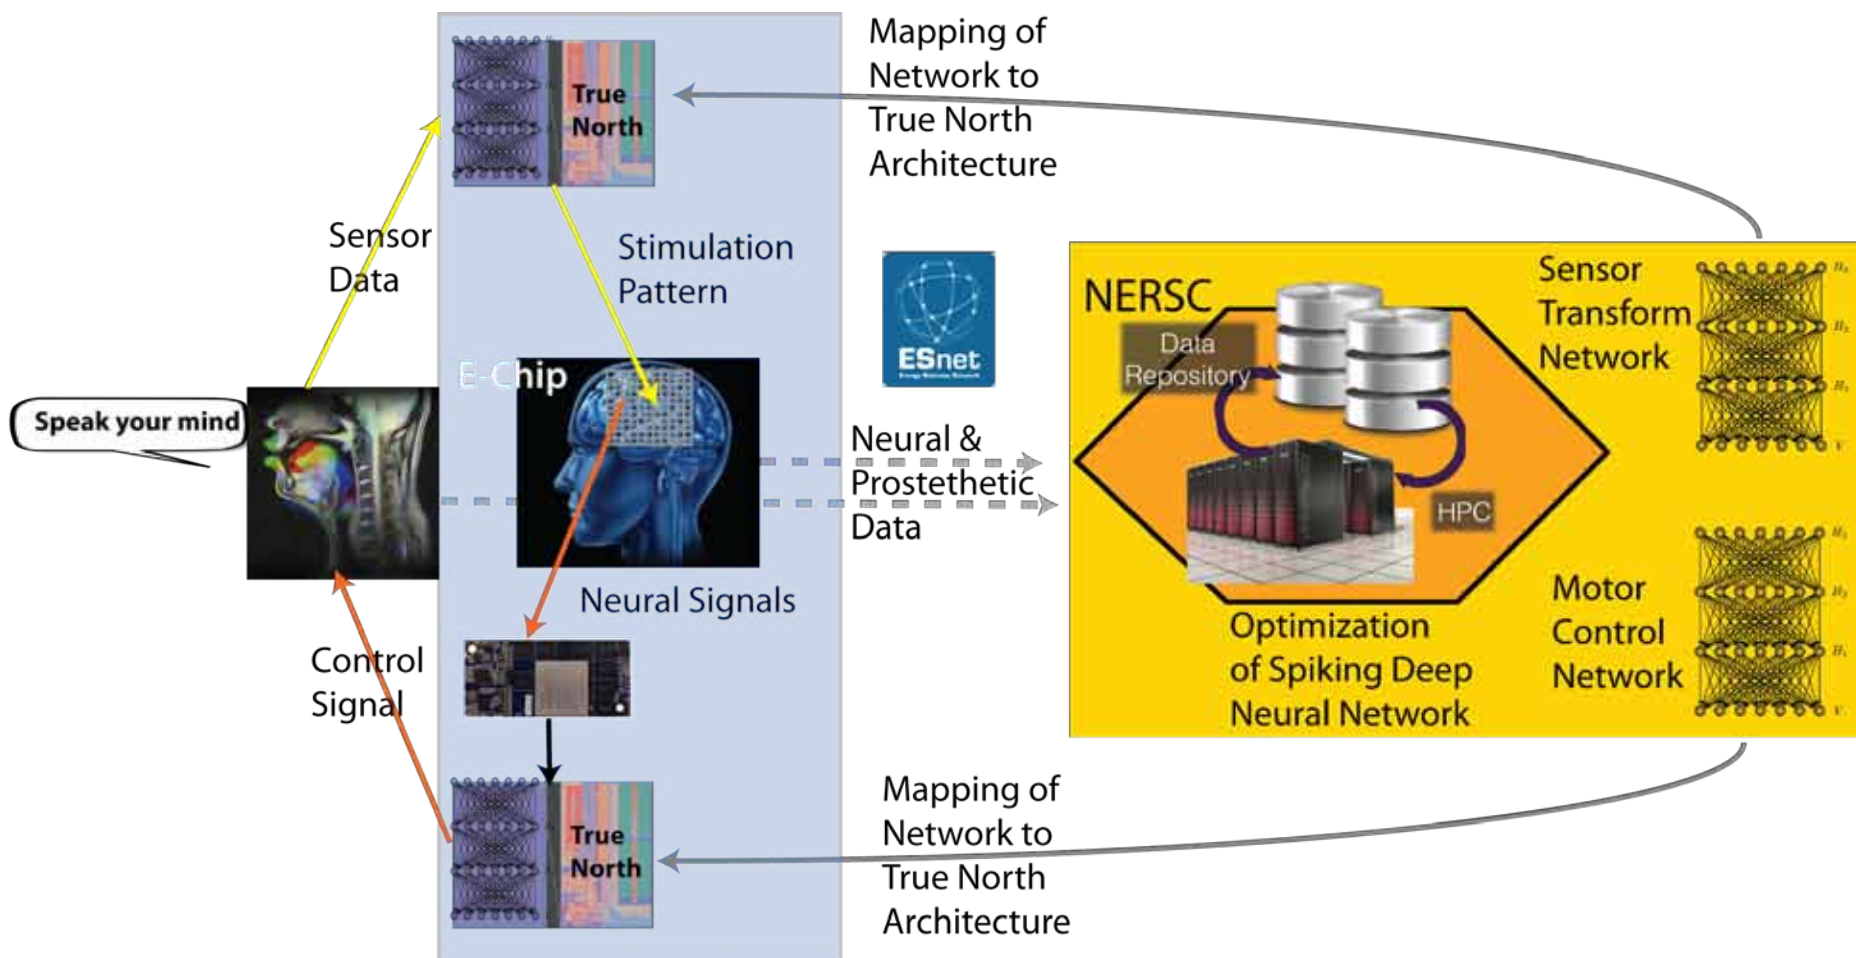 Mapping of
Network to
True North
Architecture
True
North
Sensor
Data
Stimulation
Pattern
ESnet
NERSC
Data
Repository
HPC
Sensor
Transform
Network
E-Chip
Speak your mind
Neural &
Prostethetic
Data
Neural Signals
Optimization
of Spiking Deep
Neural Network
Motor
Control
Network
Control
Signal
True
North
Mapping of
Network to
True North
Architecture